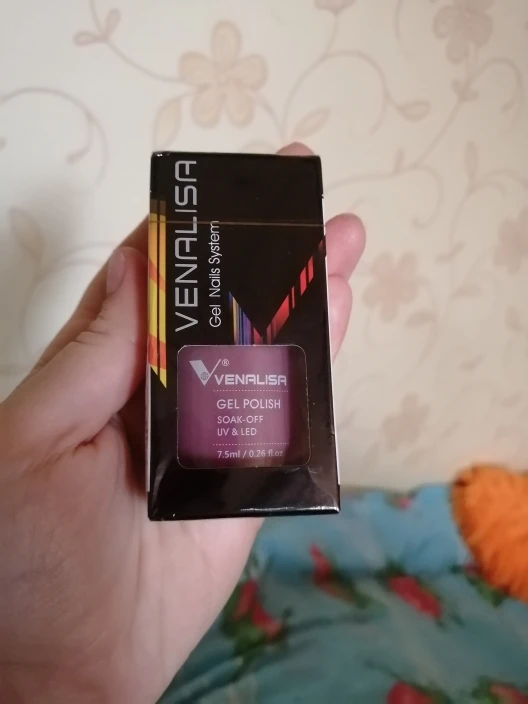 VENALISA
Gel Nails System
V®
VENALISA
GEL POLISH
SOAK-OFF
UV & LED
7.5ml / 0.26 fl.oz